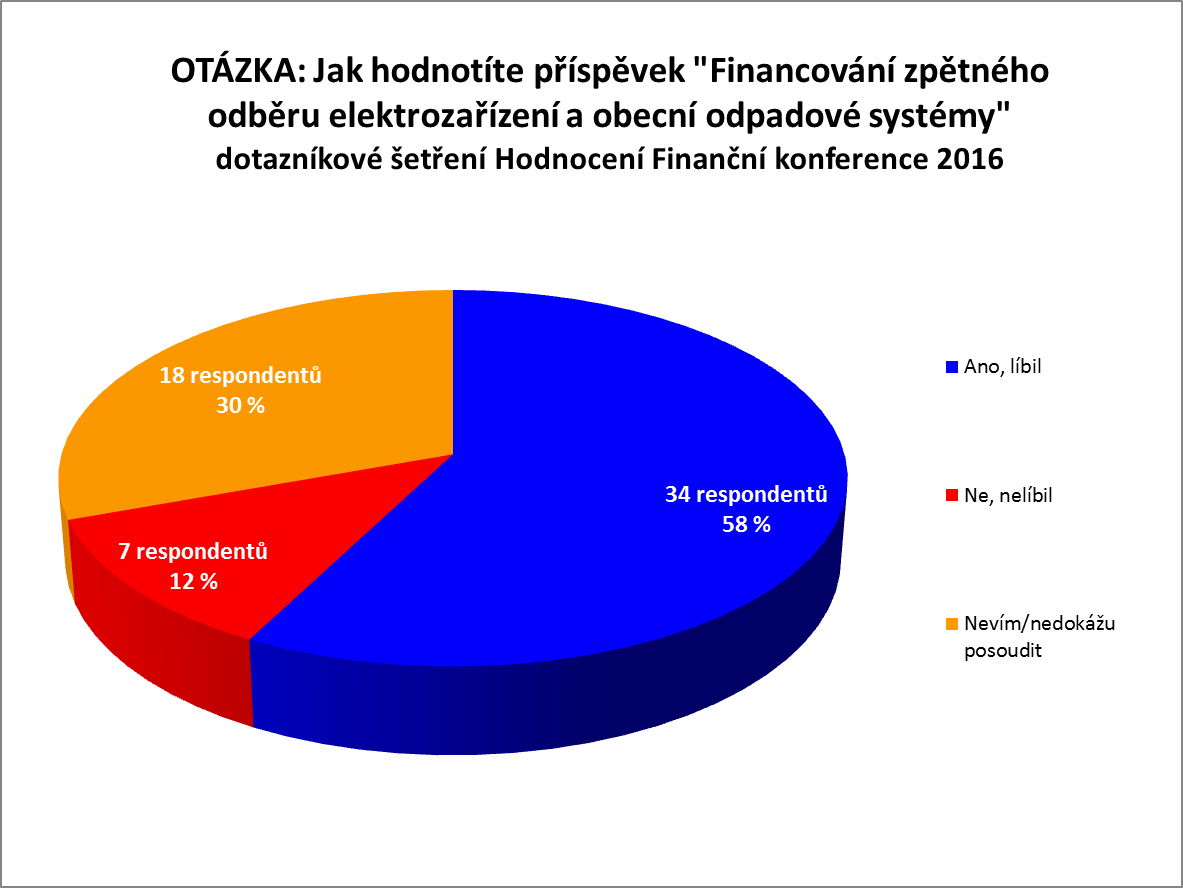 OTÁZKA: Jak hodnotíte příspěvek "Financování zpětného
odběru elektrozařízení a obecní odpadové systémy"
dotazníkové šetření Hodnocení Finanční konference 2016
18 respondentů
30 %
34 respondentů
58 %
7 respondentů
12 %
Ano, líbil
Ne, nelíbil
Nevím/nedokážu
posoudit